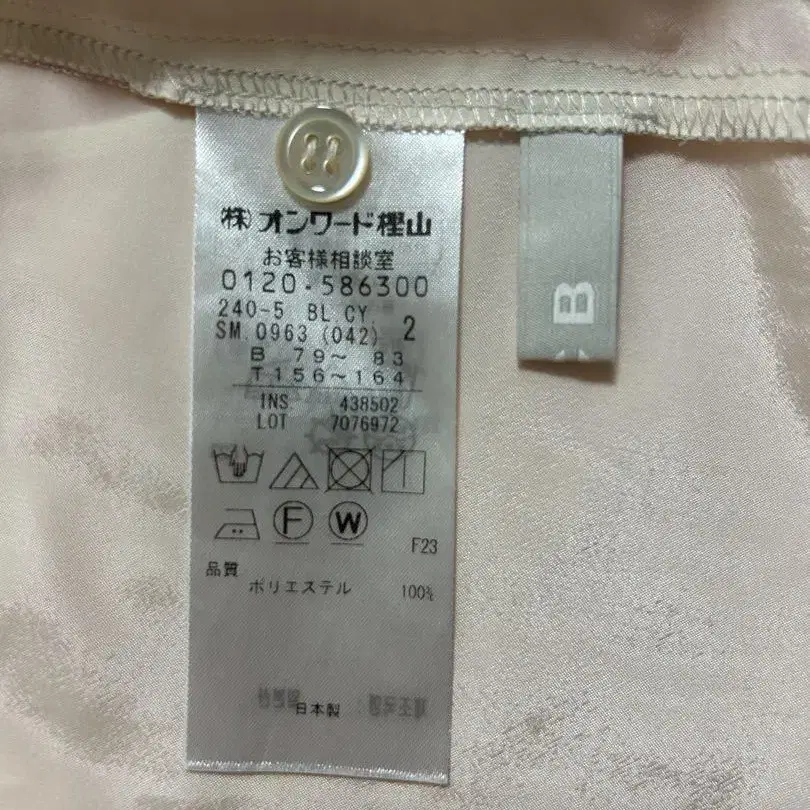 ㈱オンワード樫山
お客様相談室
0120-586300
240-5 BL CY.
SM.0963 (042) 2
B 79～ 83
T156～164
INS. 438502
LOT 7076972
F
W
F23
品質
ポリエステル 100%
日本製
B